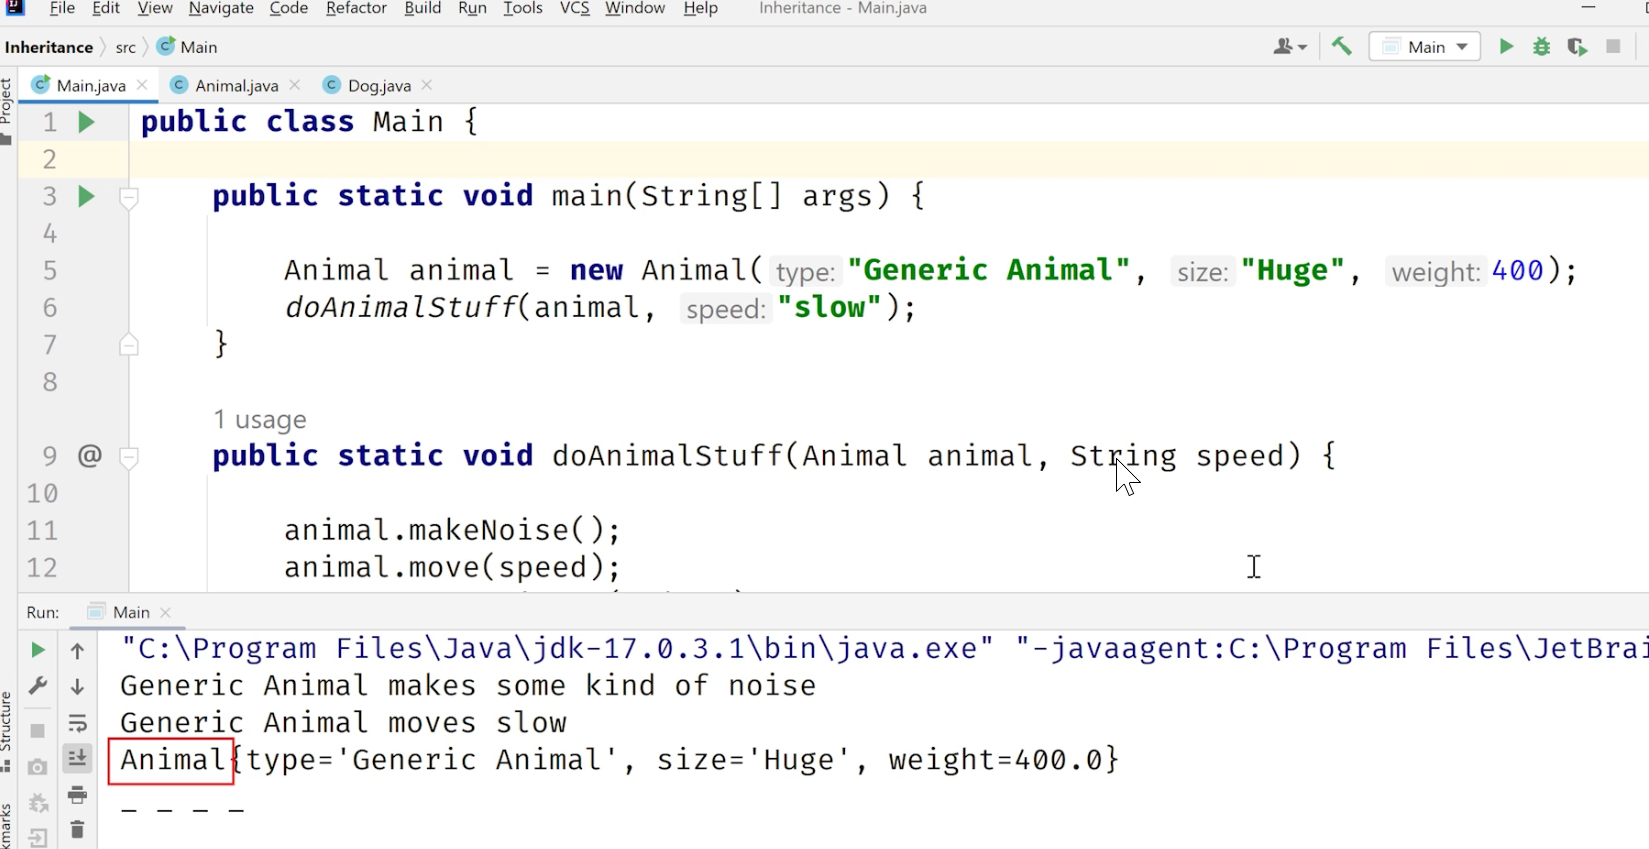 File Edit View Navigate Code Refactor Build Run Tools VCS Window Help Inheritance - Main.java
Inheritance src Main Main
Main.java Animal.java Dog.java
Project
1 public class Main {
2
3 public static void main(String[] args) {
4
5 Animal animal = new Animal( type: "Generic Animal", size: "Huge", weight: 400);
6 doAnimalStuff(animal, speed: "slow");
7 }
8
1 usage
9 @ public static void doAnimalStuff(Animal animal, String speed) {
10
11 animal.makeNoise();
12 animal.move(speed);
Run: Main
"C:\Program Files\Java\jdk-17.0.3.1\bin\java.exe" "-javaagent:C:\Program Files\JetBrai
Generic Animal makes some kind of noise
Generic Animal moves slow
Animal{type='Generic Animal', size='Huge', weight=400.0}
_ _ _ _
Structure
kmarks